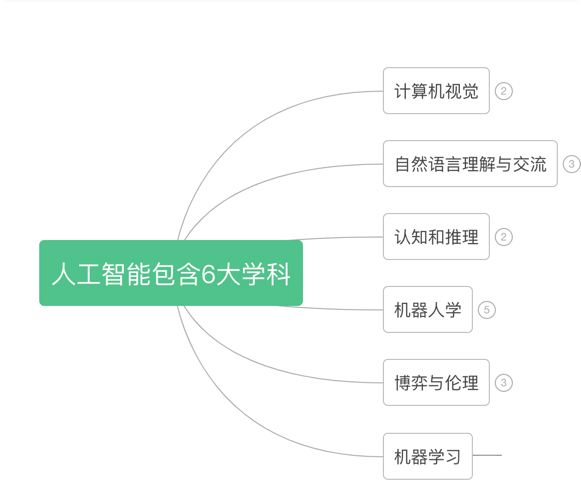 计算机视觉 2
自然语言理解与交流 3
认知和推理 2
人工智能包含6大学科
机器人学 5
博弈与伦理 3
机器学习